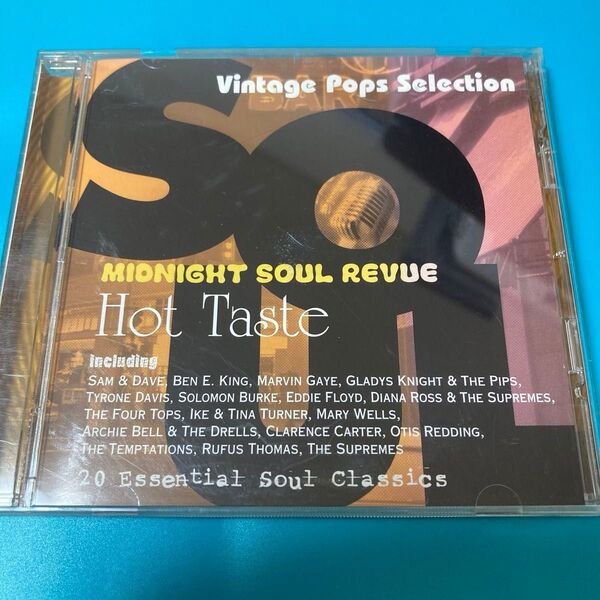 Vintage Pops Selection
SOUL
MIDNIGHT SOUL REVUE
Hot Taste
including
SAM & DAVE, BEN E. KING, MARVIN GAYE, GLADYS KNIGHT & THE PIPS,
TYRONE DAVIS, SOLOMON BURKE, EDDIE FLOYD, DIANA ROSS & THE SUPREMES,
THE FOUR TOPS, IKE & TINA TURNER, MARY WELLS,
ARCHIE BELL & THE DRELLS, CLARENCE CARTER, OTIS REDDING,
THE TEMPTATIONS, RUFUS THOMAS, THE SUPREMES
20 Essential Soul Classics